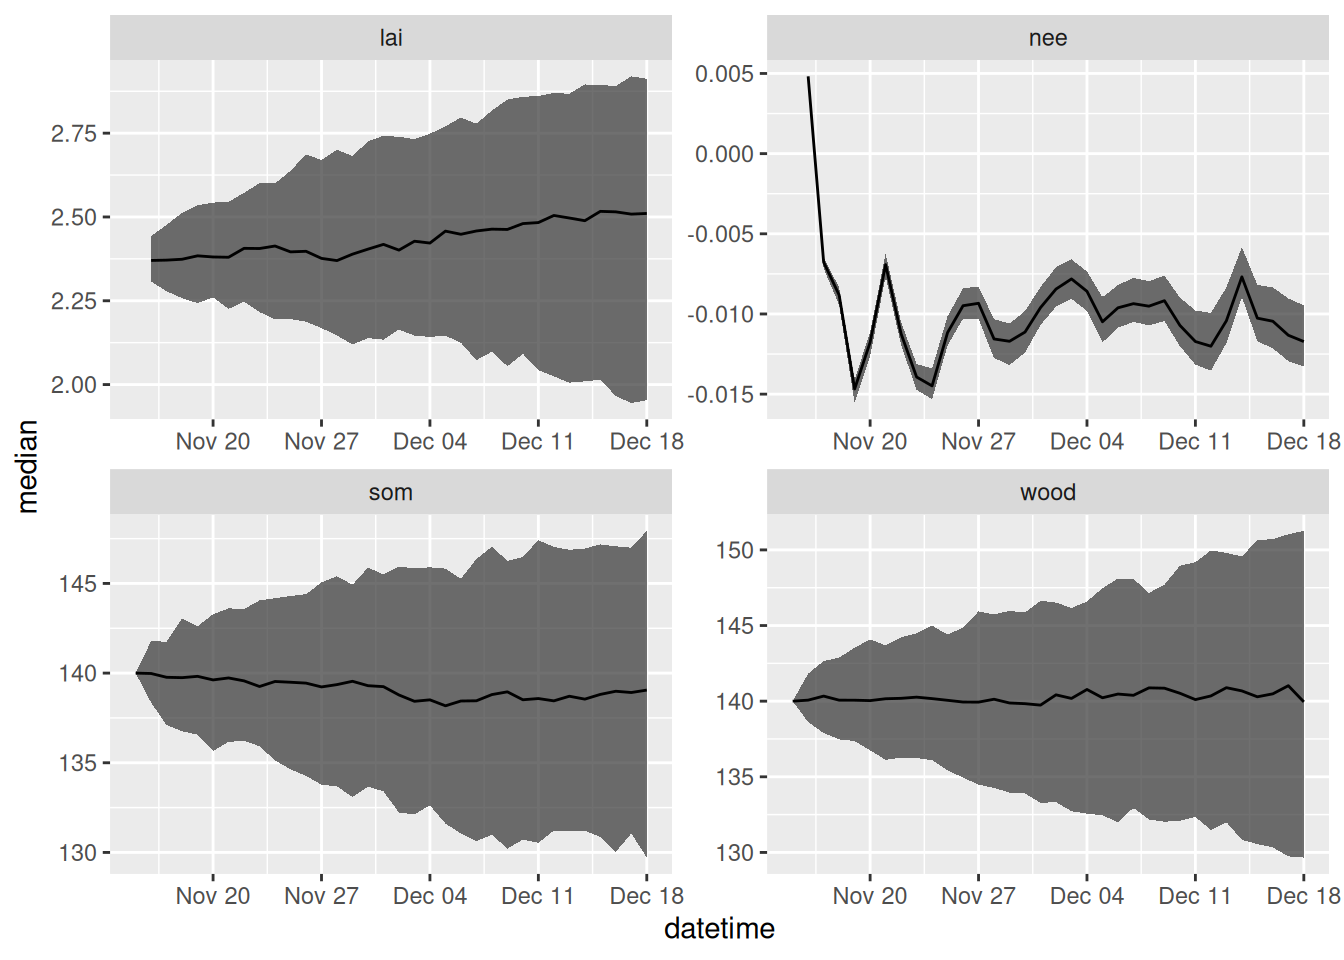 lai
nee
2.75
2.50
2.25
2.00
0.005
0.000
-0.005
-0.010
-0.015
Nov 20 Nov 27 Dec 04 Dec 11 Dec 18
Nov 20 Nov 27 Dec 04 Dec 11 Dec 18
median
som
wood
145
140
135
130
150
145
140
135
130
Nov 20 Nov 27 Dec 04 Dec 11 Dec 18
Nov 20 Nov 27 Dec 04 Dec 11 Dec 18
datetime